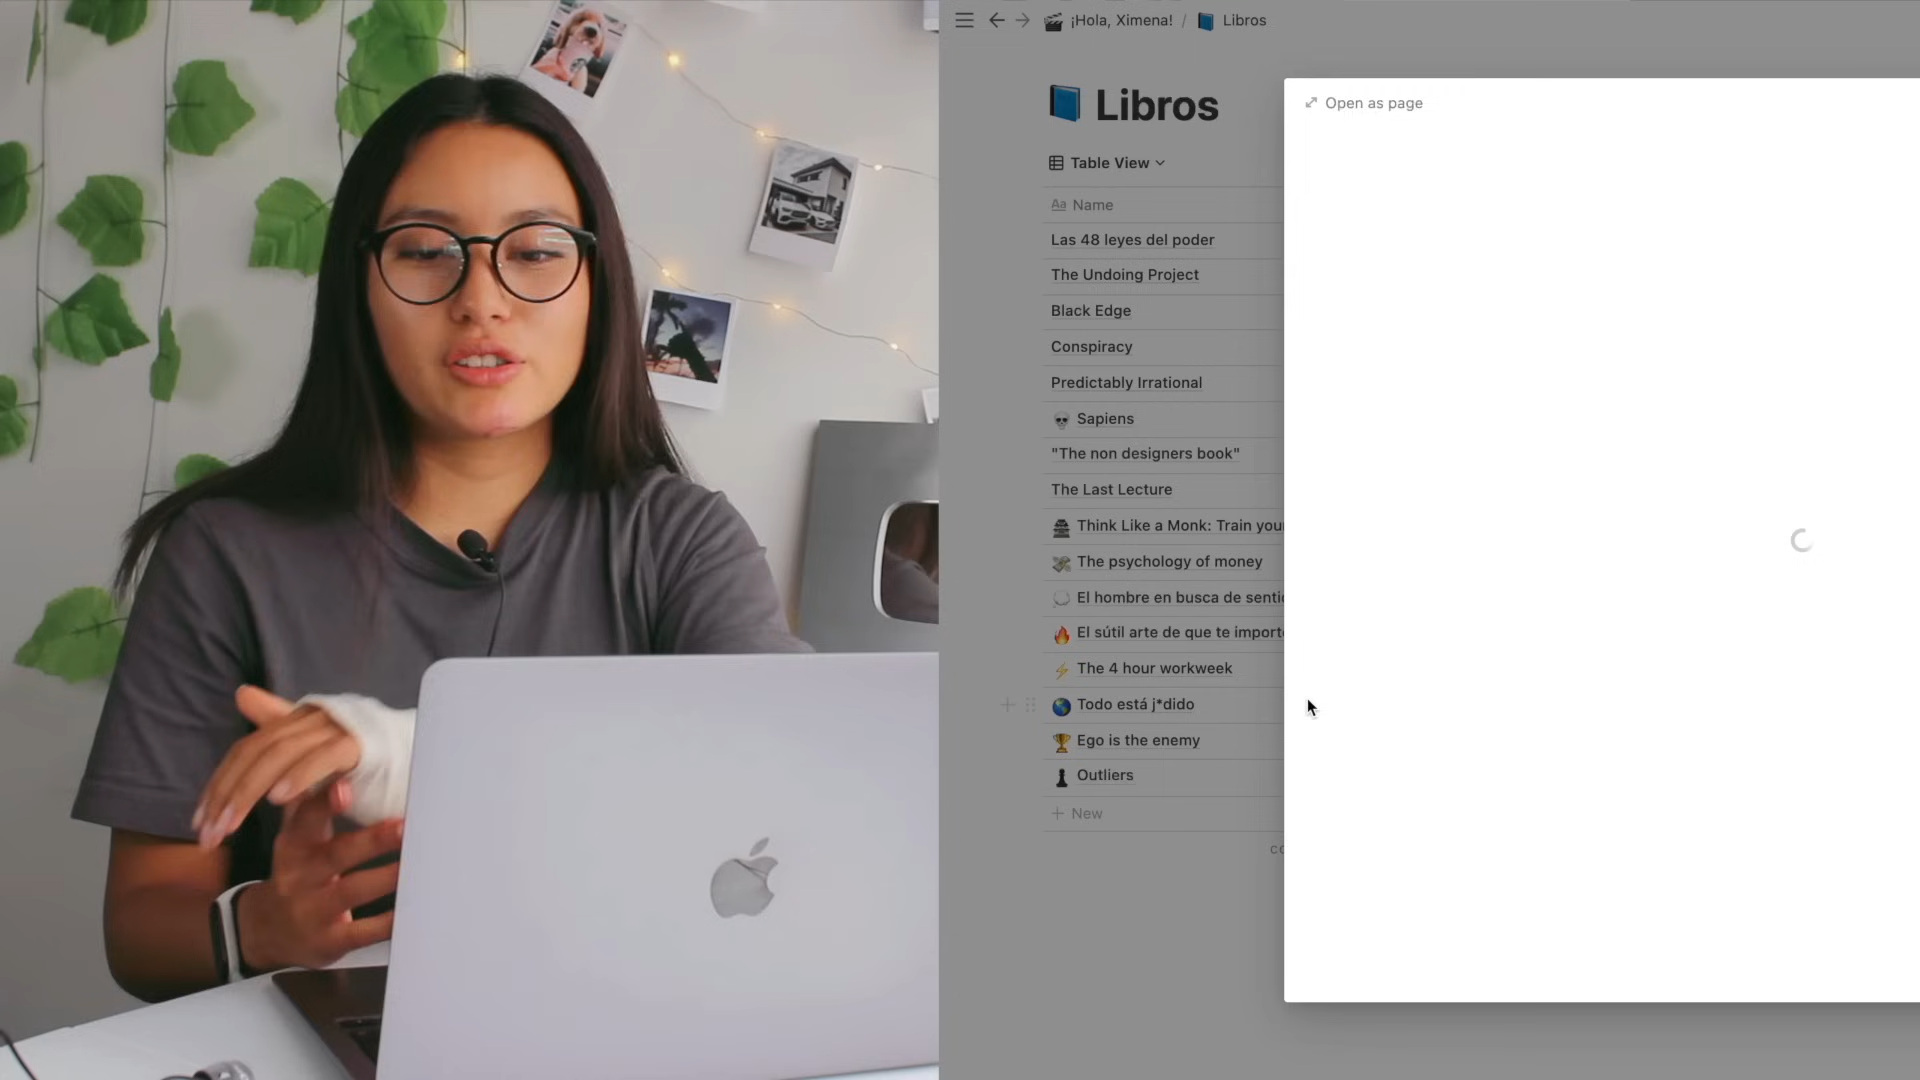 ¡Hola, Ximena! / Libros
Open as page
Libros
Table View
Aa Name
Las 48 leyes del poder
The Undoing Project
Black Edge
Conspiracy
Predictably Irrational
Sapiens
"The non designers book"
The Last Lecture
Think Like a Monk: Train you
The psychology of money
El hombre en busca de senti
El sútil arte de que te import
The 4 hour workweek
Todo está j*dido
Ego is the enemy
Outliers
+ New